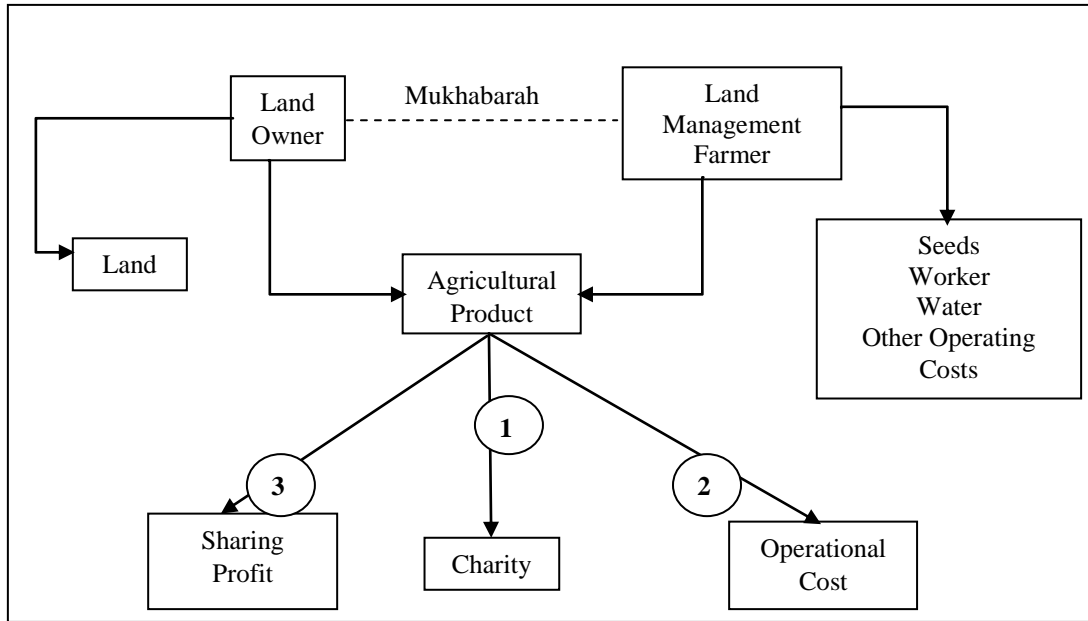 Mukhabarah
Land
Owner
Land
Management
Farmer
Land
Agricultural
Product
Seeds
Worker
Water
Other Operating
Costs
1
3
2
Sharing
Profit
Charity
Operational
Cost